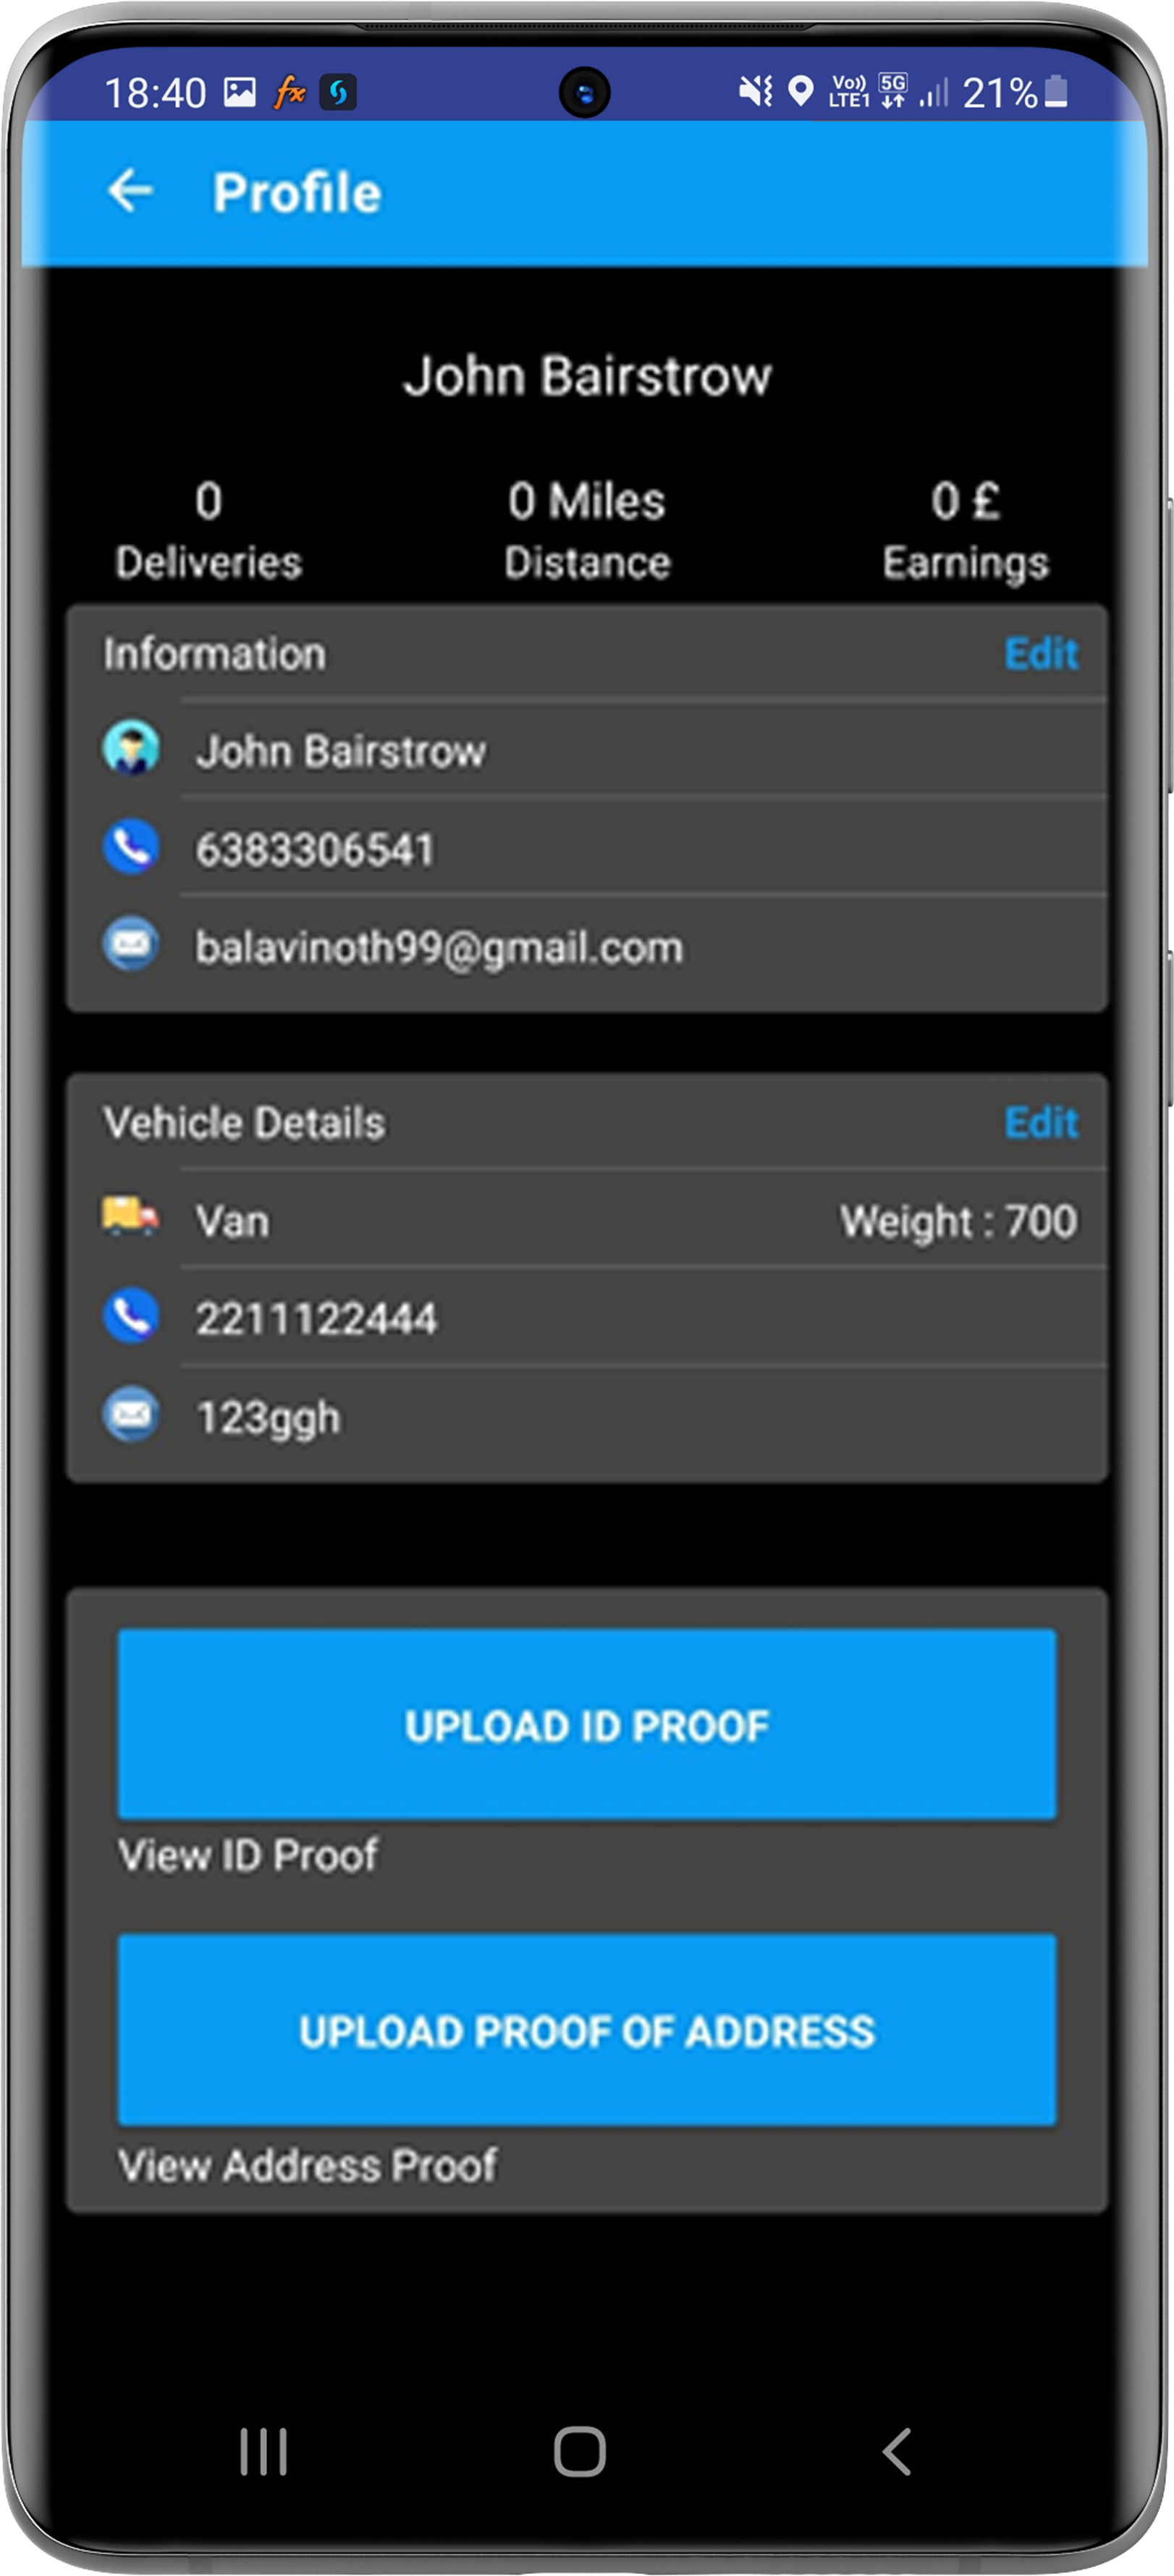 18:40 fx Vo)) LTE1 5G 21%
Profile
John Bairstrow
0 0 Miles 0 £
Deliveries Distance Earnings
Information Edit
John Bairstrow
6383306541
balavinoth99@gmail.com
Vehicle Details Edit
Van Weight : 700
2211122444
123ggh
UPLOAD ID PROOF
View ID Proof
UPLOAD PROOF OF ADDRESS
View Address Proof